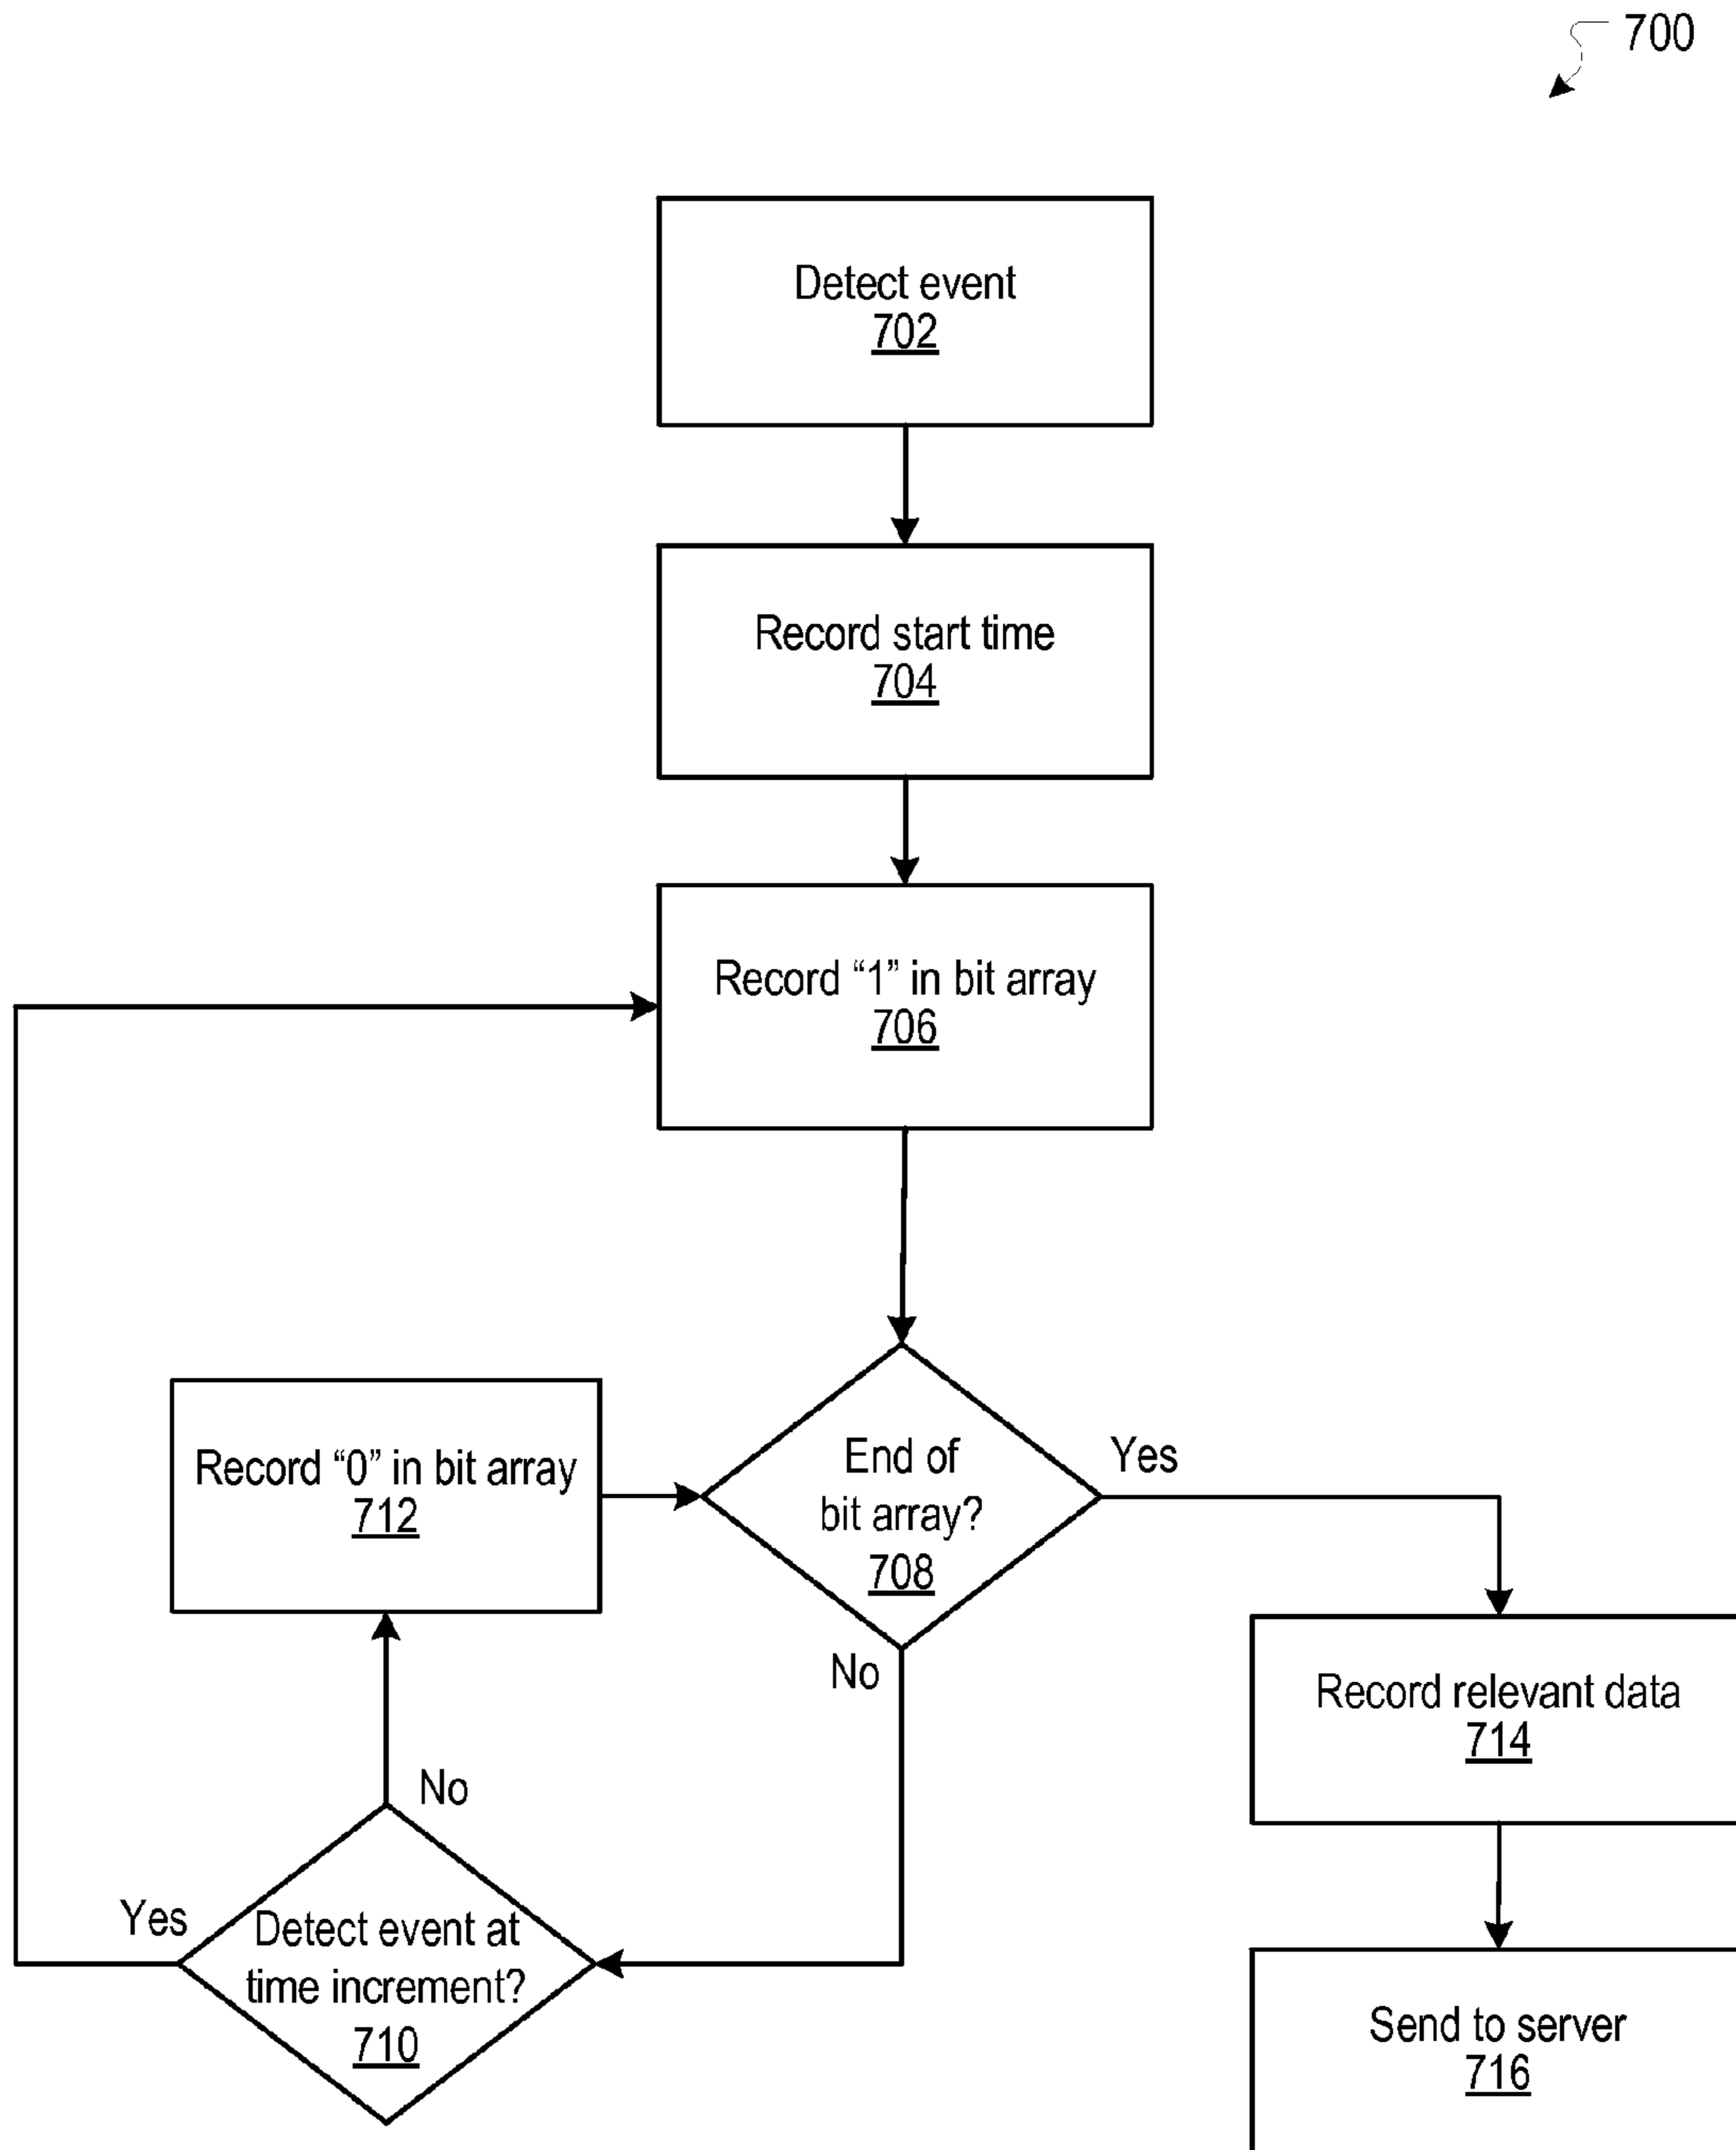 700
Detect event
702
Record start time
704
Record “1” in bit array
706
Record “0” in bit array
712
End of
bit array?
708
Yes
No
Record relevant data
714
No
Yes
Detect event at
time increment?
710
Send to server
716